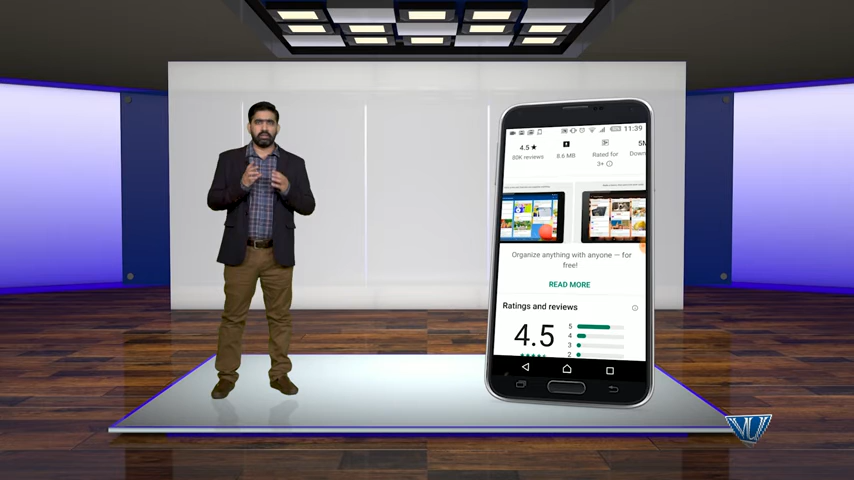 11:39
4.5 ★
80K reviews
8.6 MB
Rated for
3+
5M
Down
Organize anything with anyone — for
free!
READ MORE
Ratings and reviews
4.5
5
4
3
2
VU